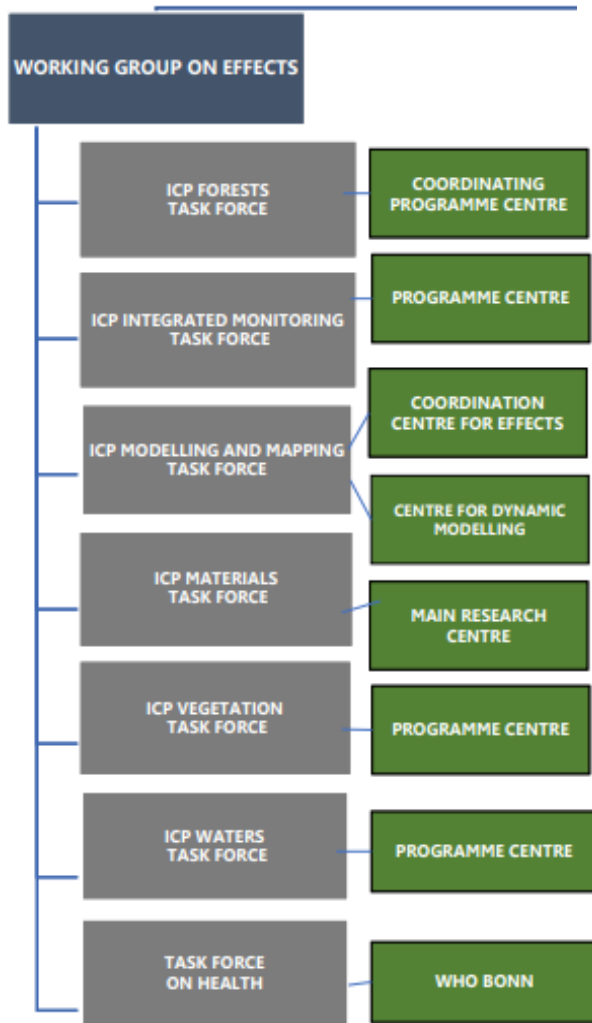 WORKING GROUP ON EFFECTS
ICP FORESTS
TASK FORCE
COORDINATING
PROGRAMME CENTRE
ICP INTEGRATED MONITORING
TASK FORCE
PROGRAMME CENTRE
ICP MODELLING AND MAPPING
TASK FORCE
COORDINATION
CENTRE FOR EFFECTS
CENTRE FOR DYNAMIC
MODELLING
ICP MATERIALS
TASK FORCE
MAIN RESEARCH
CENTRE
ICP VEGETATION
TASK FORCE
PROGRAMME CENTRE
ICP WATERS
TASK FORCE
PROGRAMME CENTRE
TASK FORCE
ON HEALTH
WHO BONN